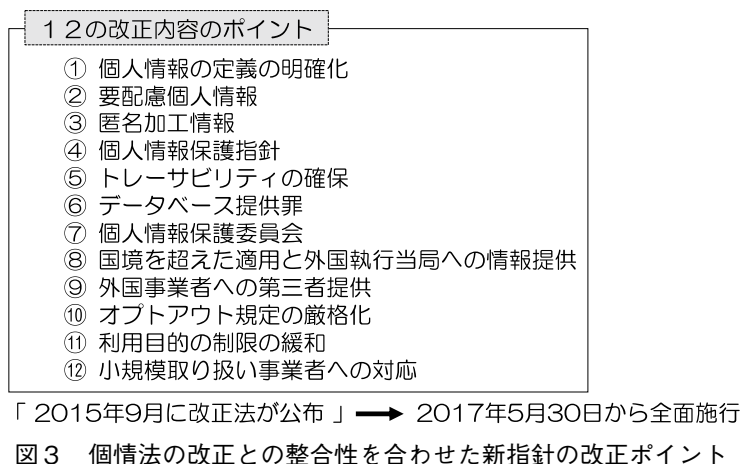 １２の改正内容のポイント
① 個人情報の定義の明確化
② 要配慮個人情報
③ 匿名加工情報
④ 個人情報保護指針
⑤ トレーサビリティの確保
⑥ データベース提供罪
⑦ 個人情報保護委員会
⑧ 国境を超えた適用と外国執行当局への情報提供
⑨ 外国事業者への第三者提供
⑩ オプトアウト規定の厳格化
⑪ 利用目的の制限の緩和
⑫ 小規模取り扱い事業者への対応
「 2015年9月に改正法が公布 」 → 2017年5月30日から全面施行
図３　個情法の改正との整合性を合わせた新指針の改正ポイント